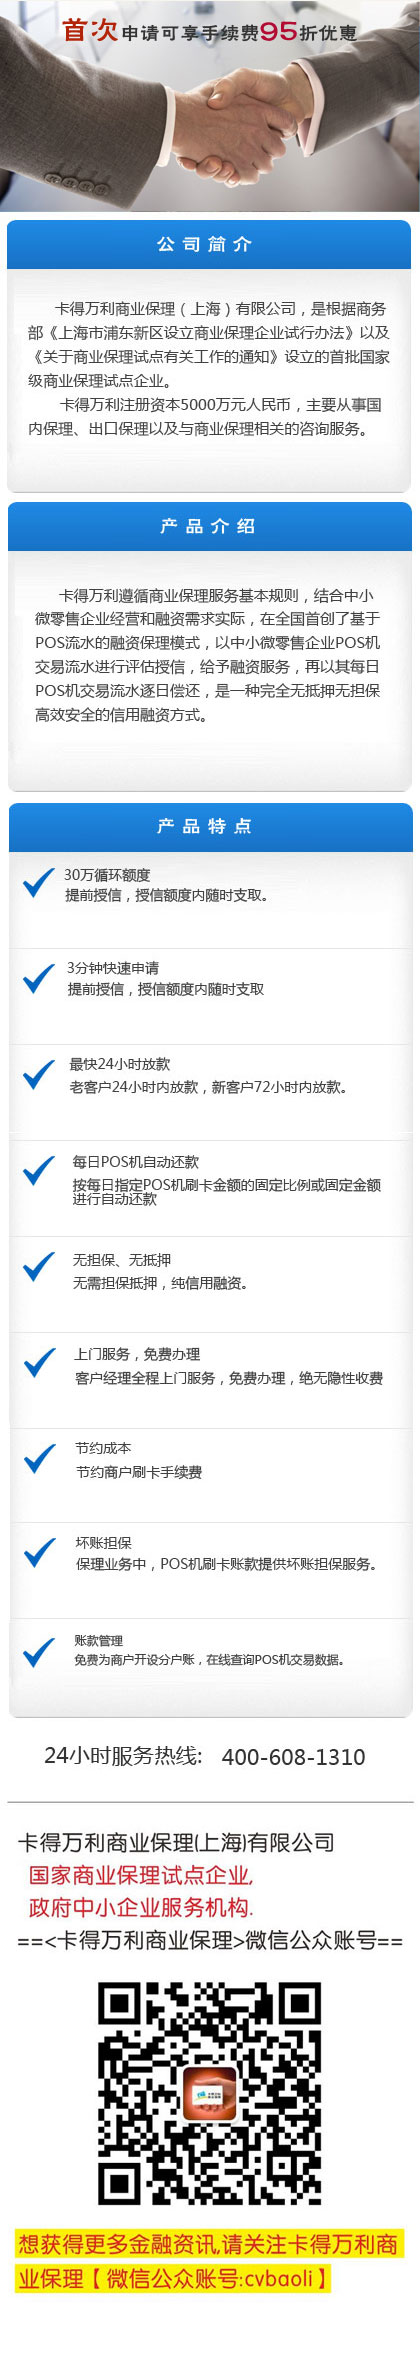 首次申请可享手续费95折优惠
公司简介
卡得万利商业保理（上海）有限公司，是根据商务
部《上海市浦东新区设立商业保理企业试行办法》以及
《关于商业保理试点有关工作的通知》设立的首批国家
级商业保理试点企业。
卡得万利注册资本5000万元人民币，主要从事国
内保理、出口保理以及与商业保理相关的咨询服务。
产品介绍
卡得万利遵循商业保理服务基本规则，结合中小
微零售企业经营和融资需求实际，在全国首创了基于
POS流水的融资保理模式，以中小微零售企业POS机
交易流水进行评估授信，给予融资服务，再以其每日
POS机交易流水逐日偿还，是一种完全无抵押无担保
高效安全的信用融资方式。
产品特点
30万循环额度
提前授信，授信额度内随时支取。
3分钟快速申请
提前授信，授信额度内随时支取
最快24小时放款
老客户24小时内放款，新客户72小时内放款。
每日POS机自动还款
按每日指定POS机刷卡金额的固定比例或固定金额
进行自动还款
无担保、无抵押
无需担保抵押，纯信用融资。
上门服务，免费办理
客户经理全程上门服务，免费办理，绝无隐性收费
节约成本
节约商户刷卡手续费
坏账担保
保理业务中，POS机刷卡账款提供坏账担保服务。
账款管理
免费为商户开设分户账，在线查询POS机交易数据。
24小时服务热线: 400-608-1310
卡得万利商业保理(上海)有限公司
国家商业保理试点企业,
政府中小企业服务机构.
==<卡得万利商业保理>微信公众账号==
想获得更多金融资讯,请关注卡得万利商
业保理【微信公众账号:cvbaoli】